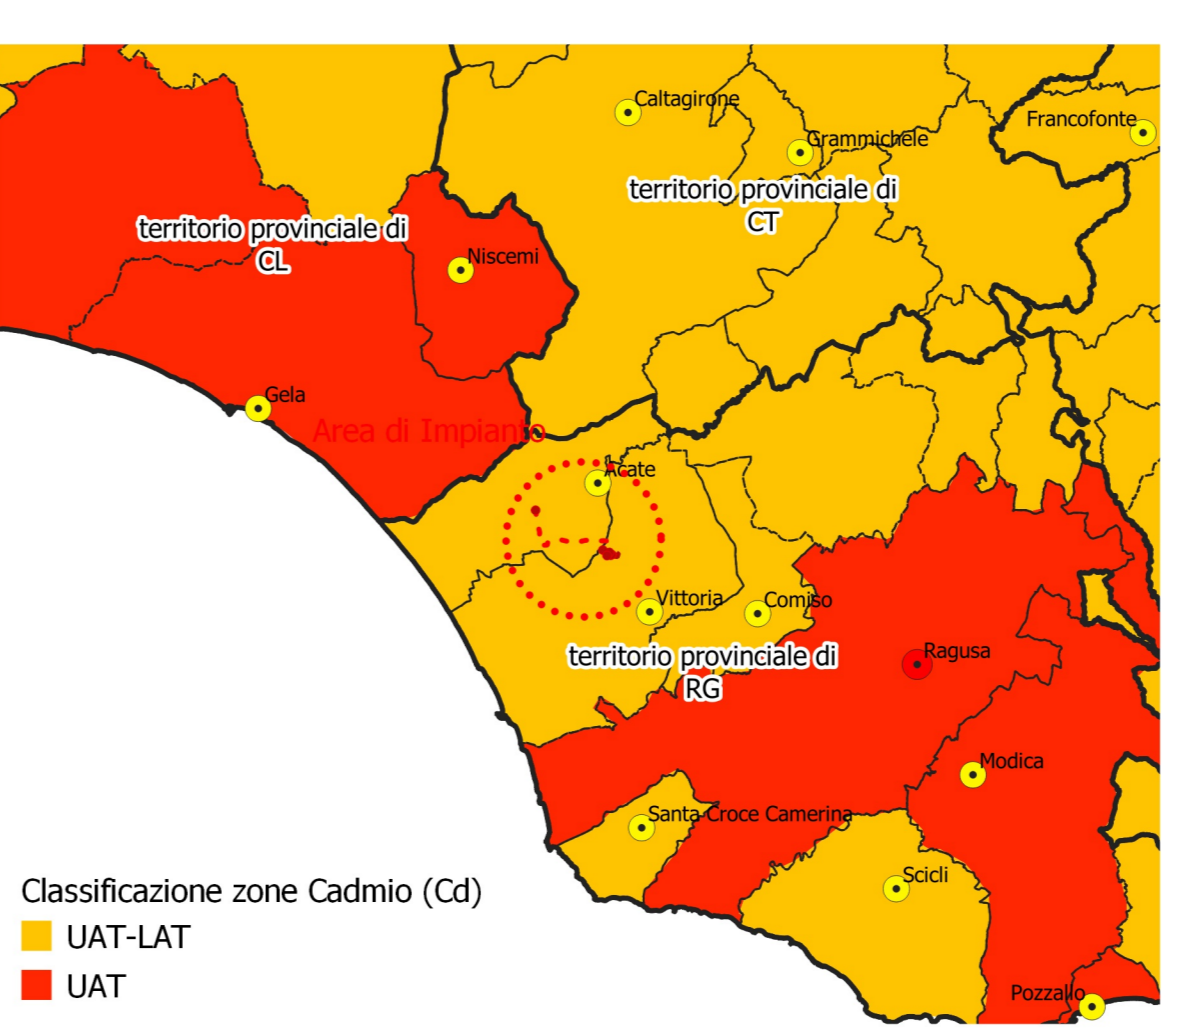 Caltagirone
Francofonte
Grammichele
territorio provinciale di
CT
territorio provinciale di
CL
Niscemi
Gela
Area di Impianto
Acate
Vittoria
Comiso
territorio provinciale di
RG
Ragusa
Modica
Santa Croce Camerina
Scicli
Classificazione zone Cadmio (Cd)
UAT-LAT
UAT
Pozzallo